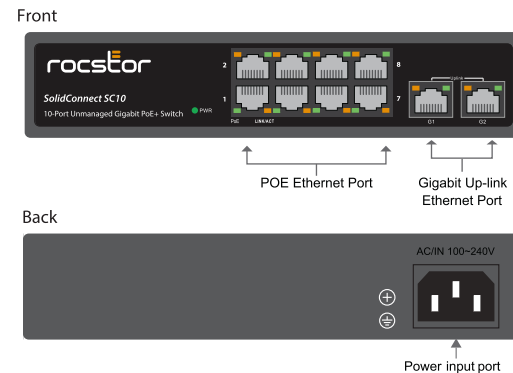 Front
rocstor
SolidConnect SC10
10-Port Unmanaged Gigabit PoE+ Switch
PWR
2
8
1
7
PoE LINK/ACT
Uplink
G1 G2
POE Ethernet Port
Gigabit Up-link
Ethernet Port
Back
AC/IN 100~240V
Power input port